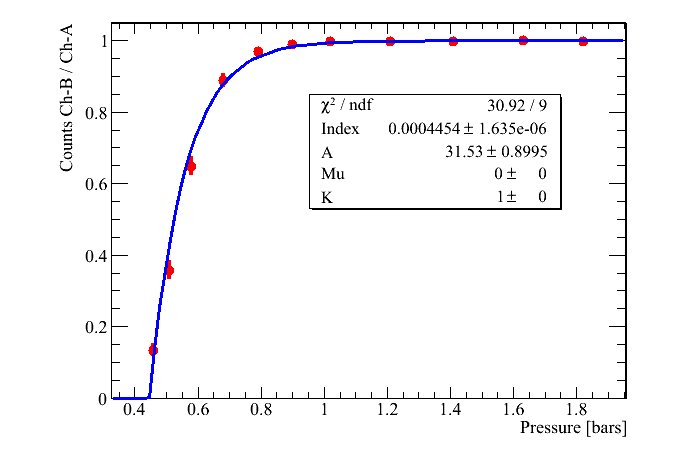 Counts Ch-B / Ch-A
1
0.8
0.6
0.4
0.2
0
χ² / ndf 30.92 / 9
Index 0.0004454 ± 1.635e-06
A 31.53 ± 0.8995
Mu 0 ± 0
K 1 ± 0
0.4 0.6 0.8 1 1.2 1.4 1.6 1.8
Pressure [bars]